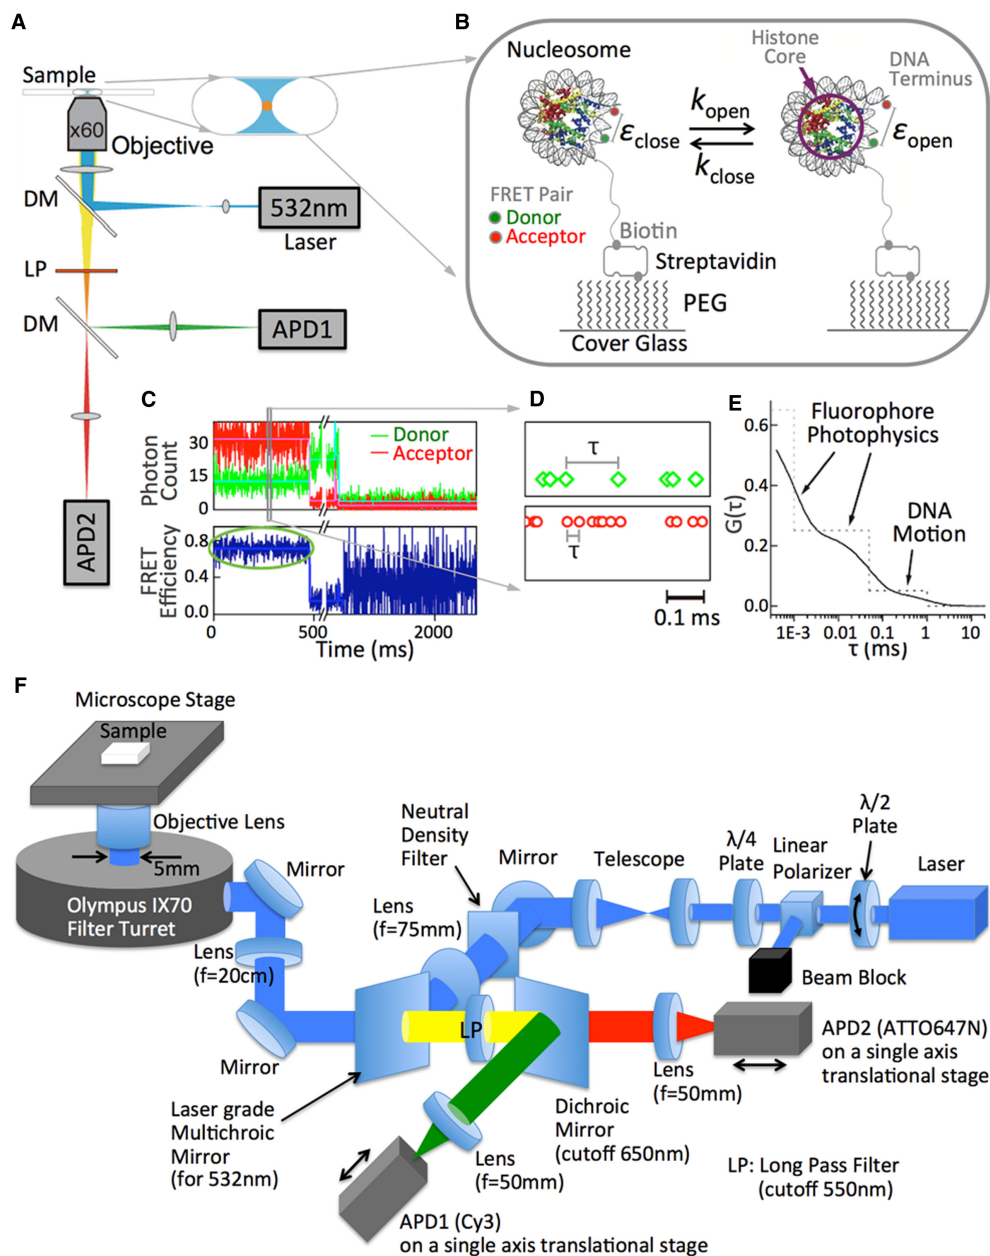 A
Sample
x60
Objective
DM
532nm
Laser
LP
DM
APD1
APD2
B
Nucleosome
Histone
Core
DNA
Terminus
kopen
εclose
kclose
εopen
FRET Pair
Donor
Acceptor
Biotin
Streptavidin
PEG
Cover Glass
C
Photon
Count
30
15
0
Donor
Acceptor
FRET
Efficiency
0.8
0.4
0.0
0
500
2000
Time (ms)
D
τ
τ
0.1 ms
E
G(τ)
0.6
0.4
0.2
0.0
Fluorophore
Photophysics
DNA
Motion
1E-3
0.01
0.1
1
10
τ (ms)
F
Microscope Stage
Sample
Objective Lens
5mm
Olympus IX70
Filter Turret
Mirror
Lens
(f=20cm)
Mirror
Neutral
Density
Filter
Lens
(f=75mm)
Mirror
Telescope
λ/4
Plate
Linear
Polarizer
λ/2
Plate
Laser
Beam Block
LP
APD2 (ATTO647N)
on a single axis
translational stage
Lens
(f=50mm)
Laser grade
Multichroic
Mirror
(for 532nm)
Dichroic
Mirror
(cutoff 650nm)
Lens
(f=50mm)
LP: Long Pass Filter
(cutoff 550nm)
APD1 (Cy3)
on a single axis translational stage